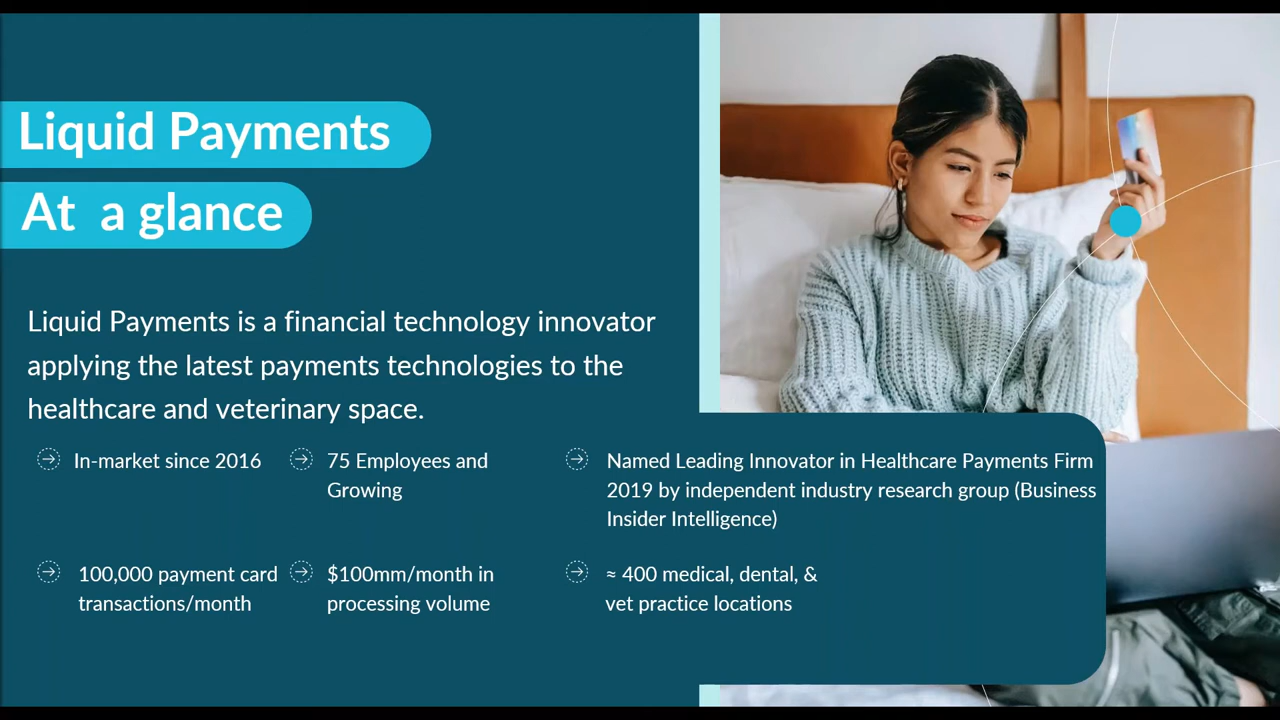 Liquid Payments
At a glance
Liquid Payments is a financial technology innovator
applying the latest payments technologies to the
healthcare and veterinary space.
In-market since 2016
75 Employees and
Growing
Named Leading Innovator in Healthcare Payments Firm
2019 by independent industry research group (Business
Insider Intelligence)
100,000 payment card
transactions/month
$100mm/month in
processing volume
≈ 400 medical, dental, &
vet practice locations